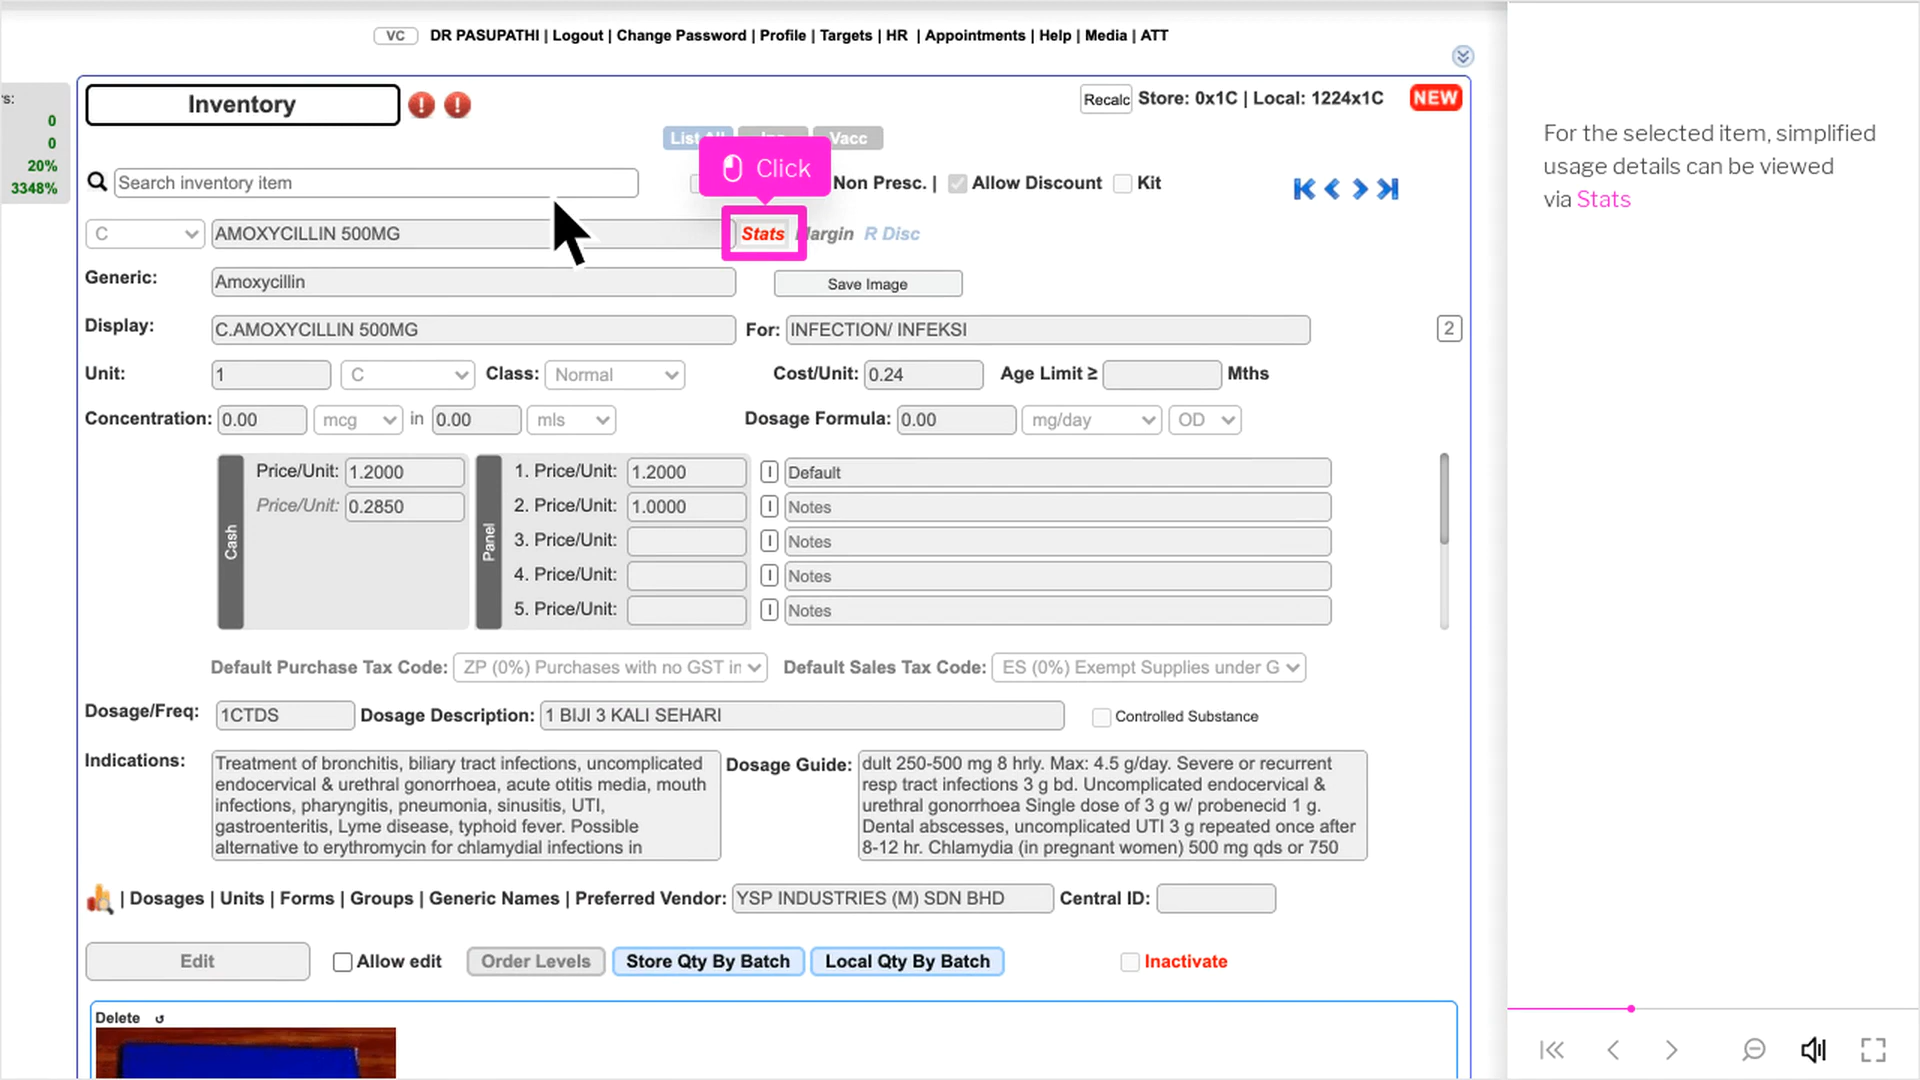 VC DR PASUPATHI | Logout | Change Password | Profile | Targets | HR | Appointments | Help | Media | ATT
s:
0
0
20%
3348%
Inventory
Recalc Store: 0x1C | Local: 1224x1C NEW
List All Vacc
Click
Search inventory item
Non Presc. | Allow Discount Kit
C AMOXYCILLIN 500MG Stats argin R Disc
Generic: Amoxycillin Save Image
Display: C.AMOXYCILLIN 500MG For: INFECTION/ INFEKSI 2
Unit: 1 C Class: Normal Cost/Unit: 0.24 Age Limit ≥ Mths
Concentration: 0.00 mcg in 0.00 mls Dosage Formula: 0.00 mg/day OD
Cash
Price/Unit: 1.2000
Price/Unit: 0.2850
Panel
1. Price/Unit: 1.2000 I Default
2. Price/Unit: 1.0000 I Notes
3. Price/Unit: I Notes
4. Price/Unit: I Notes
5. Price/Unit: I Notes
Default Purchase Tax Code: ZP (0%) Purchases with no GST in Default Sales Tax Code: ES (0%) Exempt Supplies under G
Dosage/Freq: 1CTDS Dosage Description: 1 BIJI 3 KALI SEHARI Controlled Substance
Indications:
Treatment of bronchitis, biliary tract infections, uncomplicated
endocervical & urethral gonorrhoea, acute otitis media, mouth
infections, pharyngitis, pneumonia, sinusitis, UTI,
gastroenteritis, Lyme disease, typhoid fever. Possible
alternative to erythromycin for chlamydial infections in
Dosage Guide:
dult 250-500 mg 8 hrly. Max: 4.5 g/day. Severe or recurrent
resp tract infections 3 g bd. Uncomplicated endocervical &
urethral gonorrhoea Single dose of 3 g w/ probenecid 1 g.
Dental abscesses, uncomplicated UTI 3 g repeated once after
8-12 hr. Chlamydia (in pregnant women) 500 mg qds or 750
| Dosages | Units | Forms | Groups | Generic Names | Preferred Vendor: YSP INDUSTRIES (M) SDN BHD Central ID:
Edit Allow edit Order Levels Store Qty By Batch Local Qty By Batch Inactivate
Delete ↺
For the selected item, simplified
usage details can be viewed
via Stats